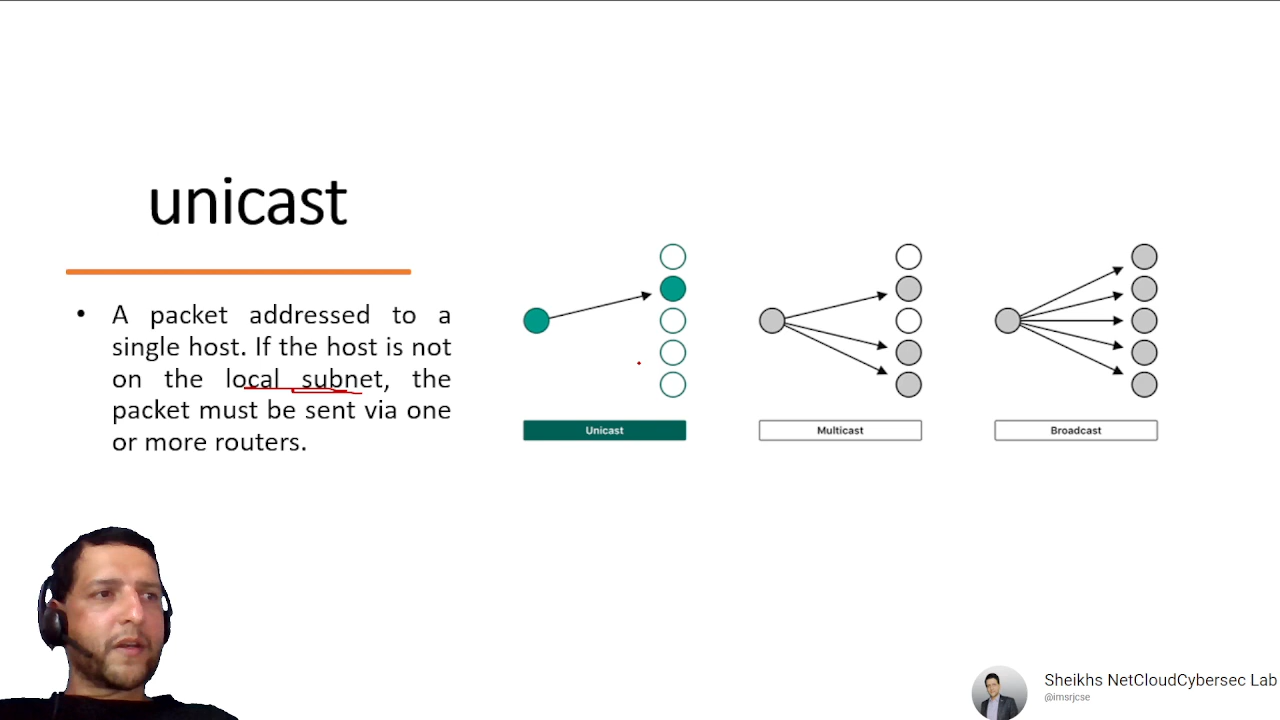 unicast
• A packet addressed to a
single host. If the host is not
on the local subnet, the
packet must be sent via one
or more routers.
Unicast
Multicast
Broadcast
Sheikhs NetCloudCybersec Lab
@imsrjcse